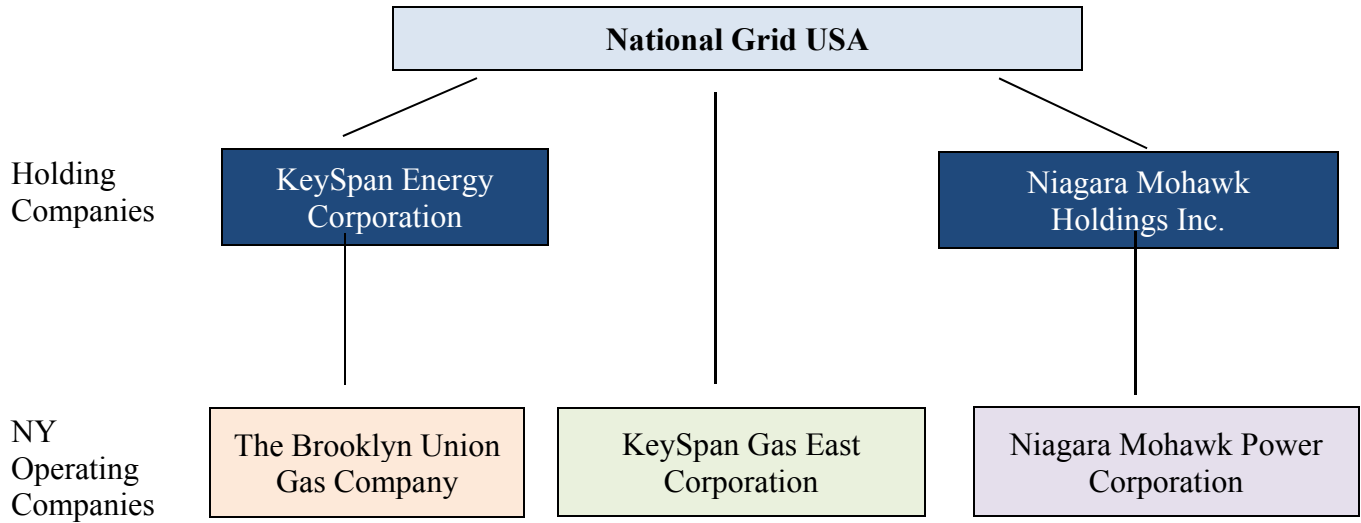 National Grid USA
Holding
Companies
KeySpan Energy
Corporation
Niagara Mohawk
Holdings Inc.
NY
Operating
Companies
The Brooklyn Union
Gas Company
KeySpan Gas East
Corporation
Niagara Mohawk Power
Corporation